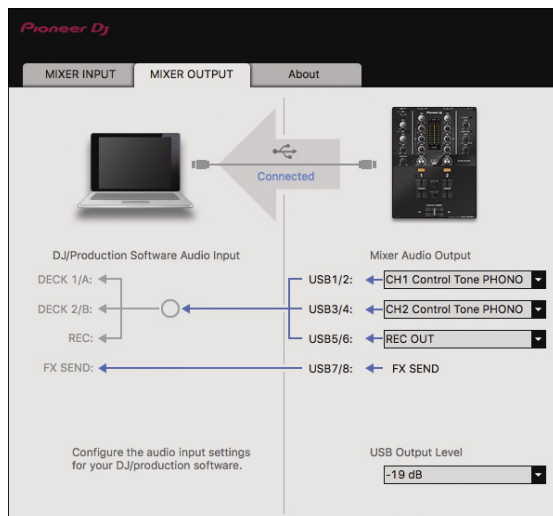 Pioneer Dj
MIXER INPUT
MIXER OUTPUT
About
Connected
DJ/Production Software Audio Input
Mixer Audio Output
DECK 1/A:
USB1/2:
CH1 Control Tone PHONO
DECK 2/B:
USB3/4:
CH2 Control Tone PHONO
REC:
USB5/6:
REC OUT
FX SEND:
USB7/8:
FX SEND
Configure the audio input settings
for your DJ/production software.
USB Output Level
-19 dB